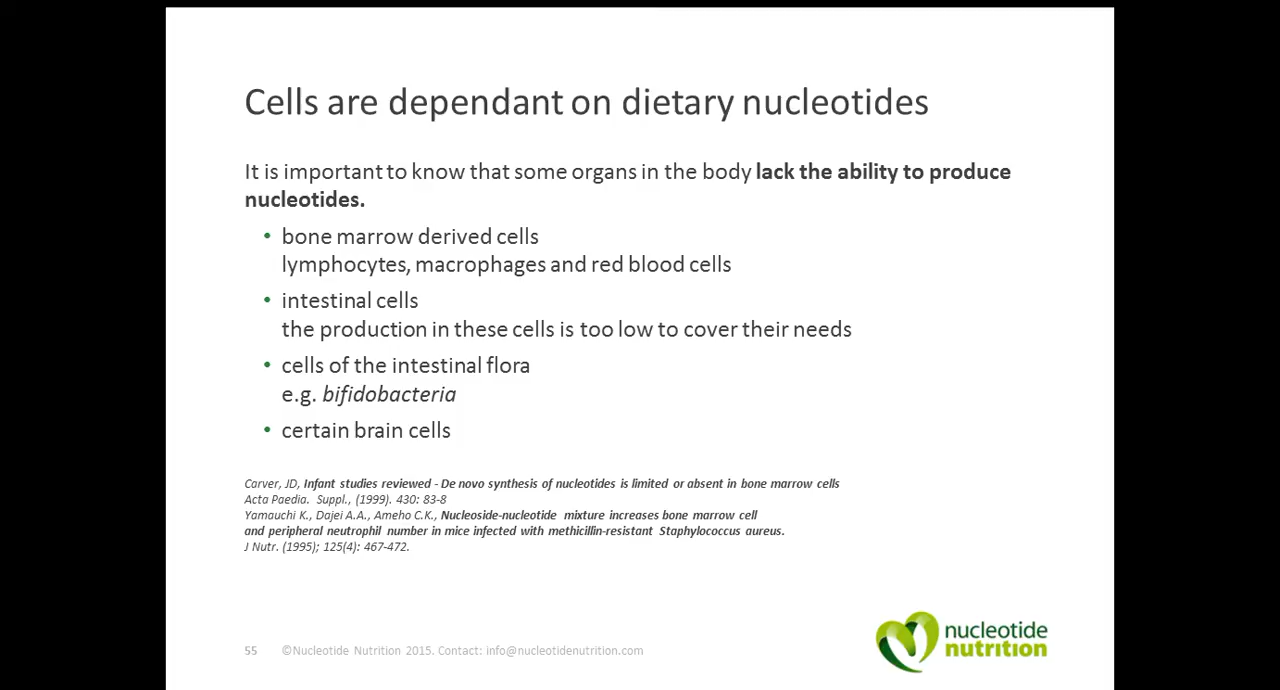 Cells are dependant on dietary nucleotides
It is important to know that some organs in the body lack the ability to produce
nucleotides.
• bone marrow derived cells
lymphocytes, macrophages and red blood cells
• intestinal cells
the production in these cells is too low to cover their needs
• cells of the intestinal flora
e.g. bifidobacteria
• certain brain cells
Carver, JD, Infant studies reviewed - De novo synthesis of nucleotides is limited or absent in bone marrow cells
Acta Paedia. Suppl., (1999). 430: 83-8
Yamauchi K., Dajei A.A., Ameho C.K., Nucleoside-nucleotide mixture increases bone marrow cell
and peripheral neutrophil number in mice infected with methicillin-resistant Staphylococcus aureus.
J Nutr. (1995); 125(4): 467-472.
55 ©Nucleotide Nutrition 2015. Contact: info@nucleotidenutrition.com
nucleotide
nutrition